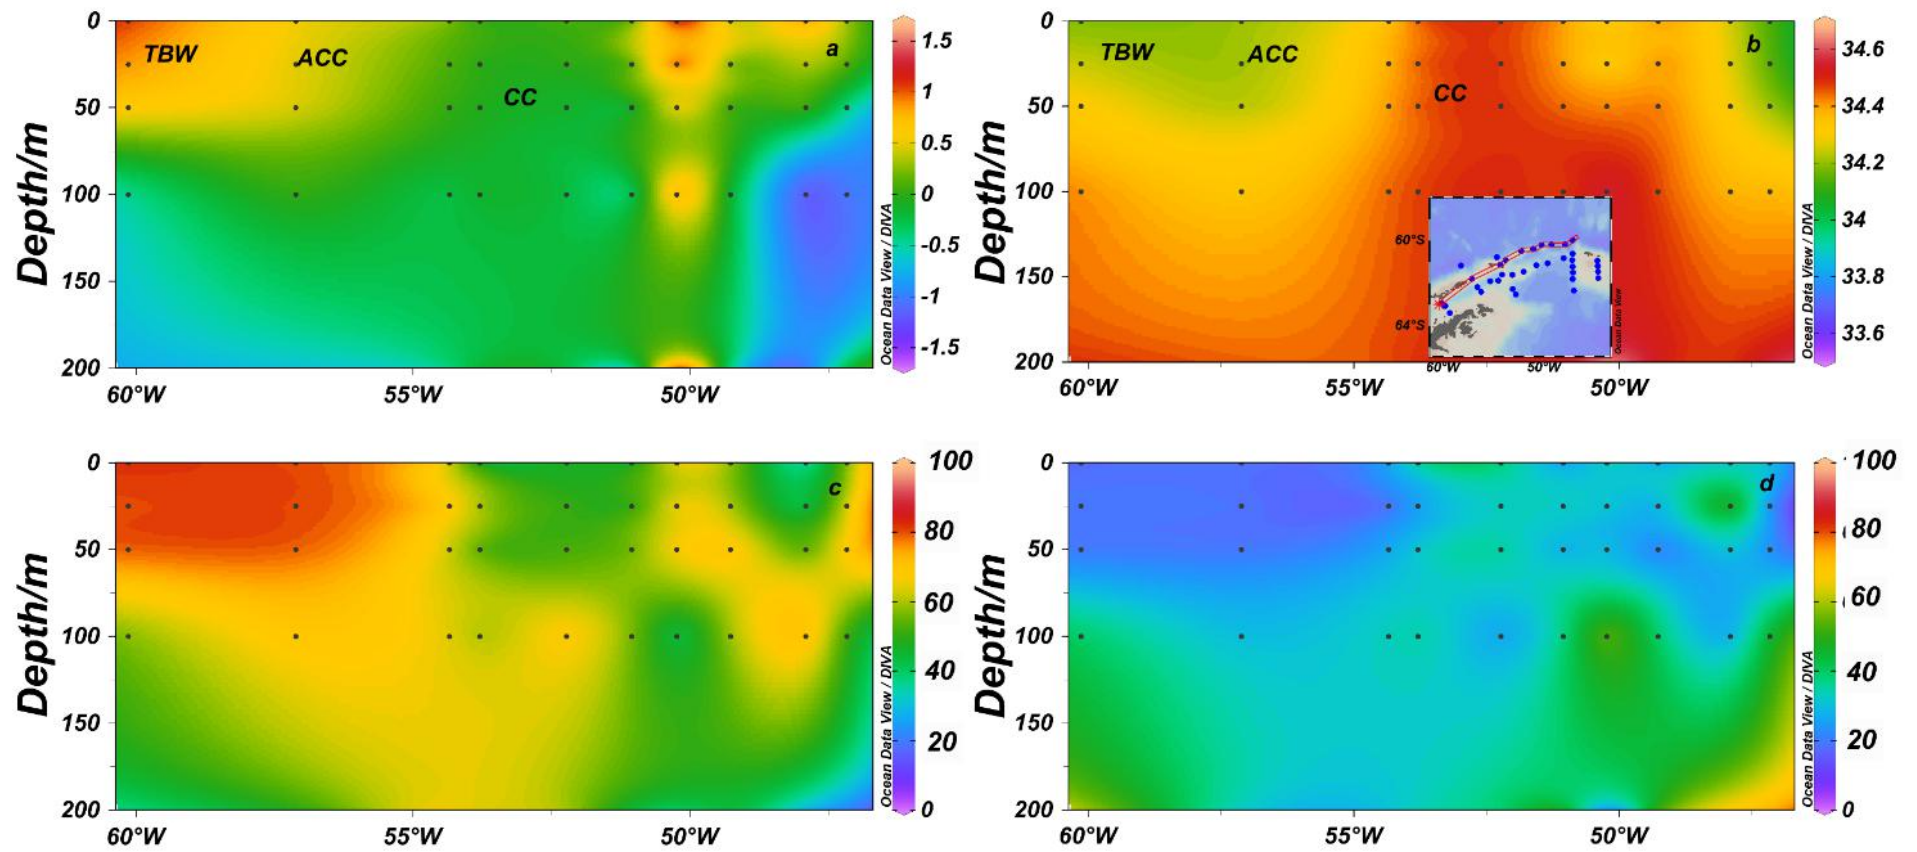 0
50
100
150
200
Depth/m
60°W
55°W
50°W
TBW
ACC
CC
a
1.5
1
0.5
0
-0.5
-1
-1.5
Ocean Data View / DIVA
0
50
100
150
200
Depth/m
60°W
55°W
50°W
TBW
ACC
CC
b
60°S
64°S
60°W
50°W
Ocean Data View
34.6
34.4
34.2
34
33.8
33.6
Ocean Data View / DIVA
0
50
100
150
200
Depth/m
60°W
55°W
50°W
c
100
80
60
40
20
0
Ocean Data View / DIVA
0
50
100
150
200
Depth/m
60°W
55°W
50°W
d
100
80
60
40
20
0
Ocean Data View / DIVA